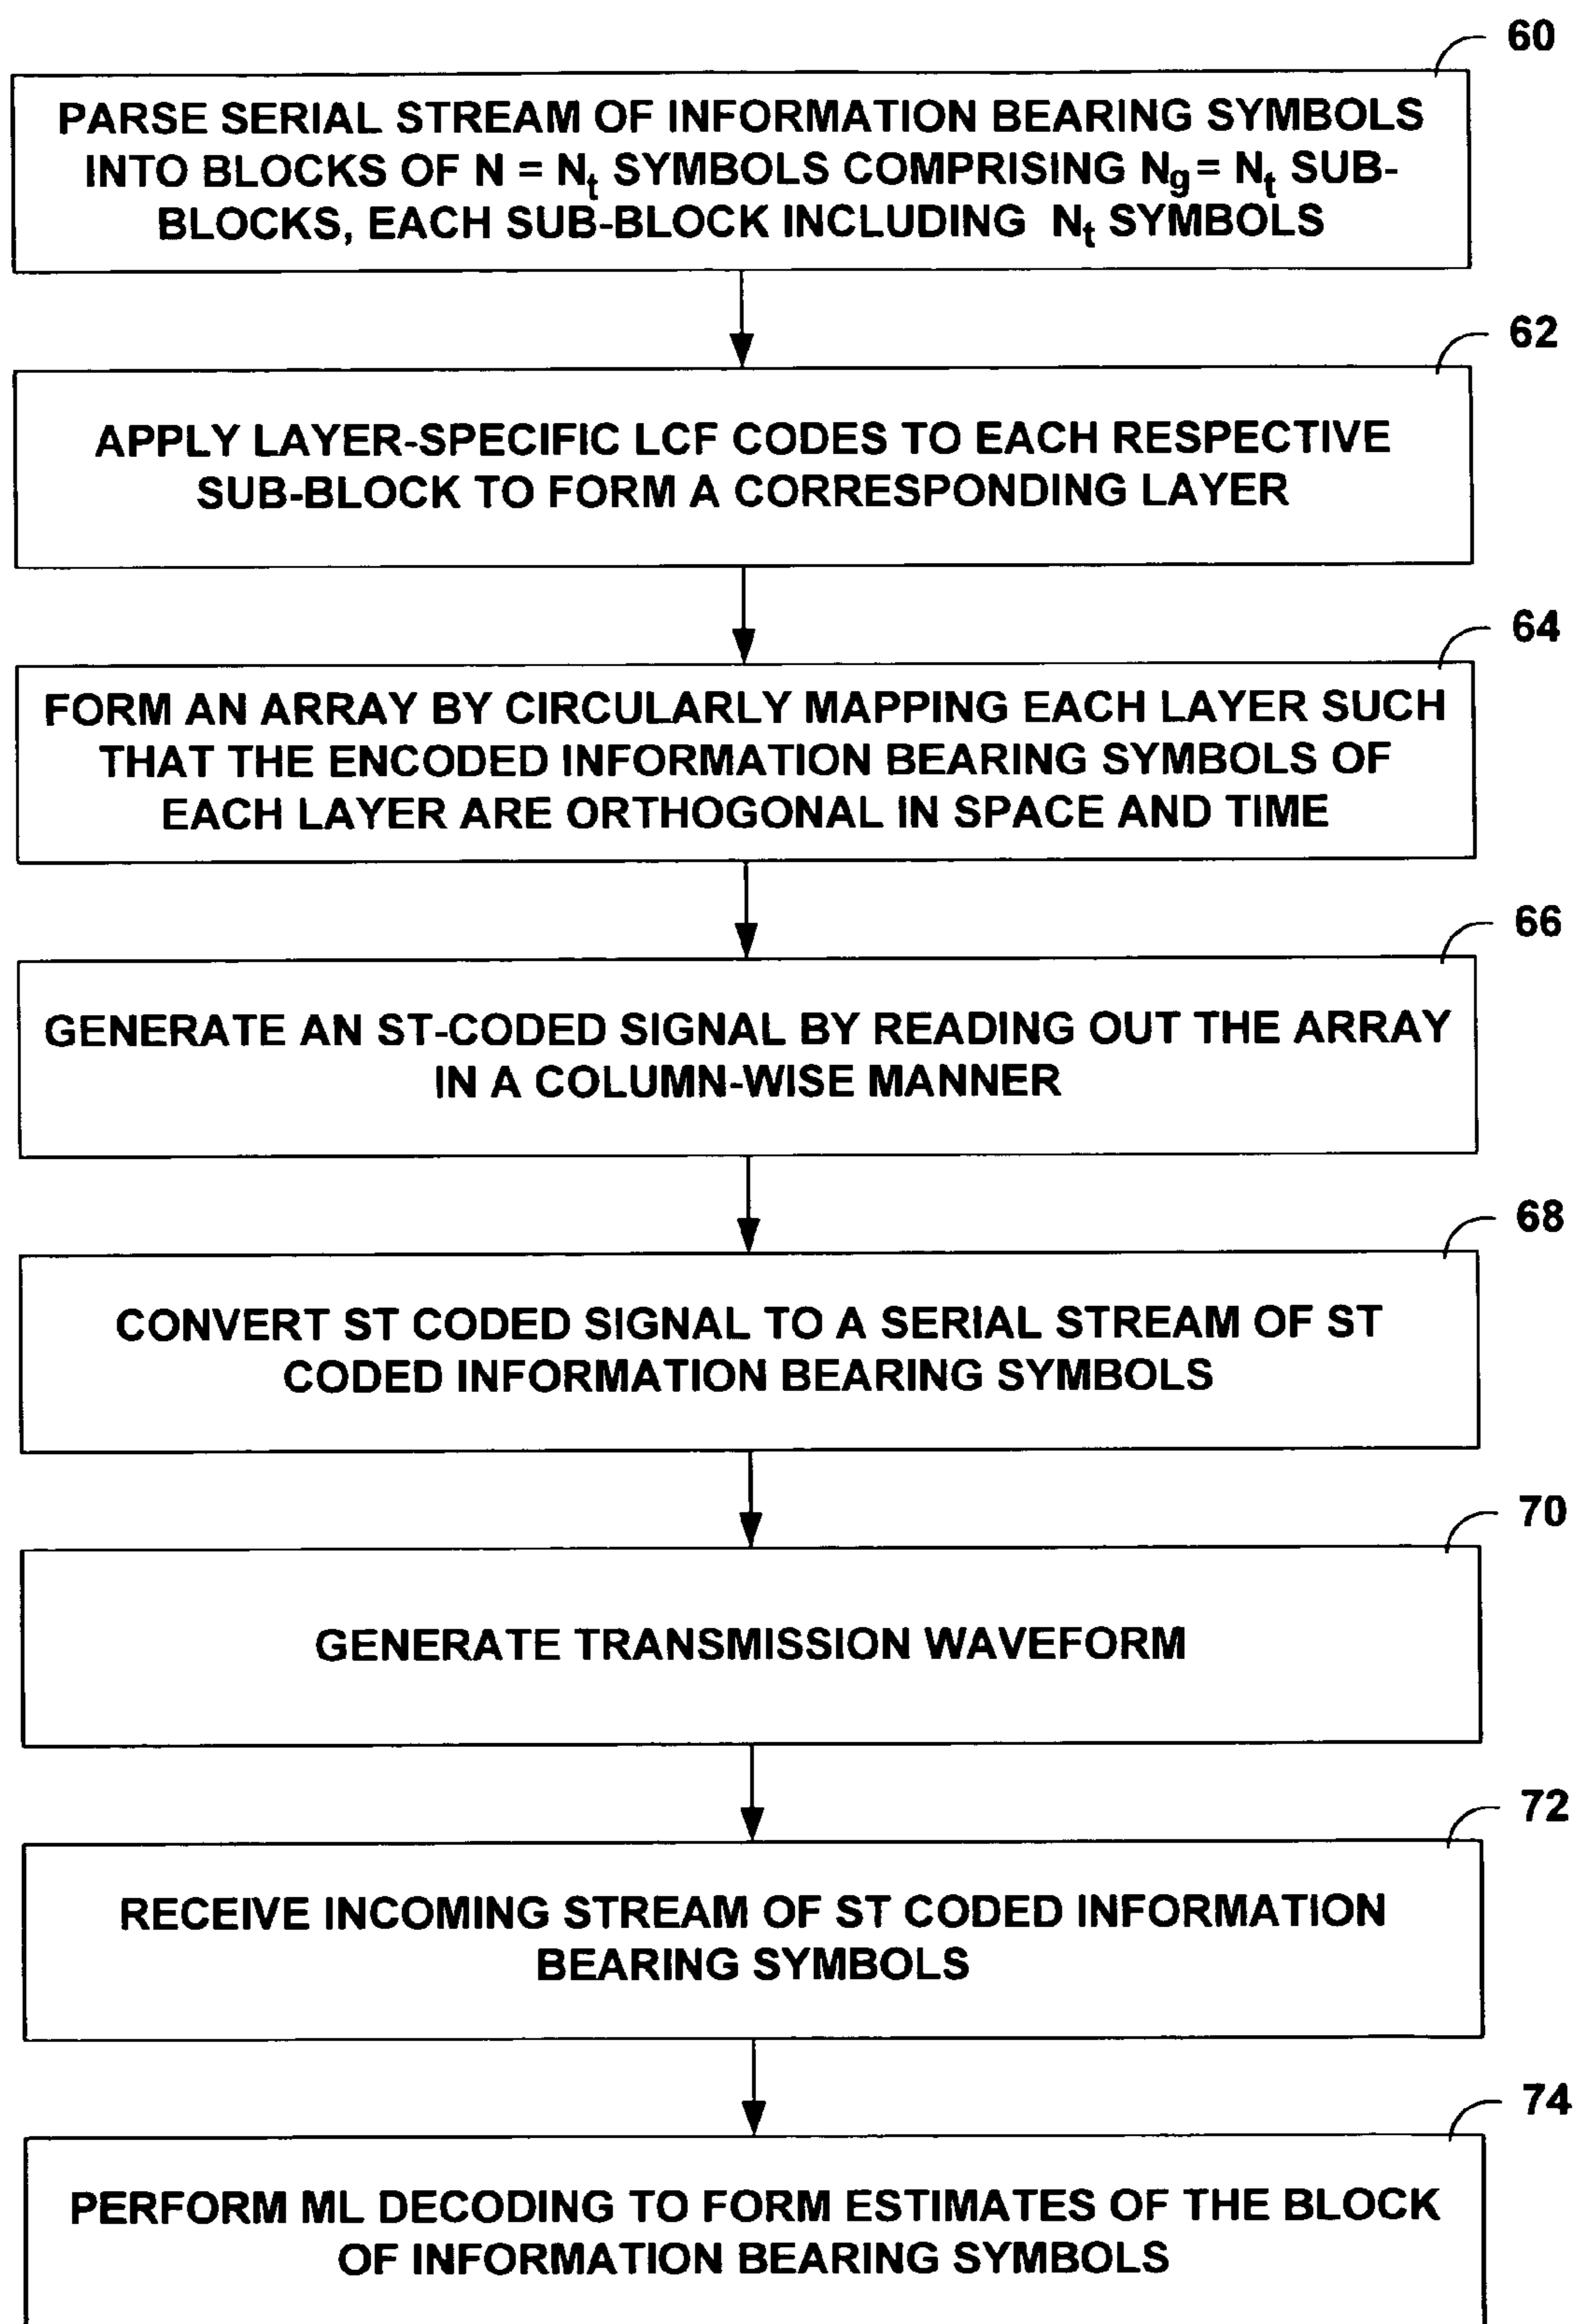 60
PARSE SERIAL STREAM OF INFORMATION BEARING SYMBOLS
INTO BLOCKS OF N = Nt SYMBOLS COMPRISING Ng = Nt SUB-
BLOCKS, EACH SUB-BLOCK INCLUDING Nt SYMBOLS
62
APPLY LAYER-SPECIFIC LCF CODES TO EACH RESPECTIVE
SUB-BLOCK TO FORM A CORRESPONDING LAYER
64
FORM AN ARRAY BY CIRCULARLY MAPPING EACH LAYER SUCH
THAT THE ENCODED INFORMATION BEARING SYMBOLS OF
EACH LAYER ARE ORTHOGONAL IN SPACE AND TIME
66
GENERATE AN ST-CODED SIGNAL BY READING OUT THE ARRAY
IN A COLUMN-WISE MANNER
68
CONVERT ST CODED SIGNAL TO A SERIAL STREAM OF ST
CODED INFORMATION BEARING SYMBOLS
70
GENERATE TRANSMISSION WAVEFORM
72
RECEIVE INCOMING STREAM OF ST CODED INFORMATION
BEARING SYMBOLS
74
PERFORM ML DECODING TO FORM ESTIMATES OF THE BLOCK
OF INFORMATION BEARING SYMBOLS